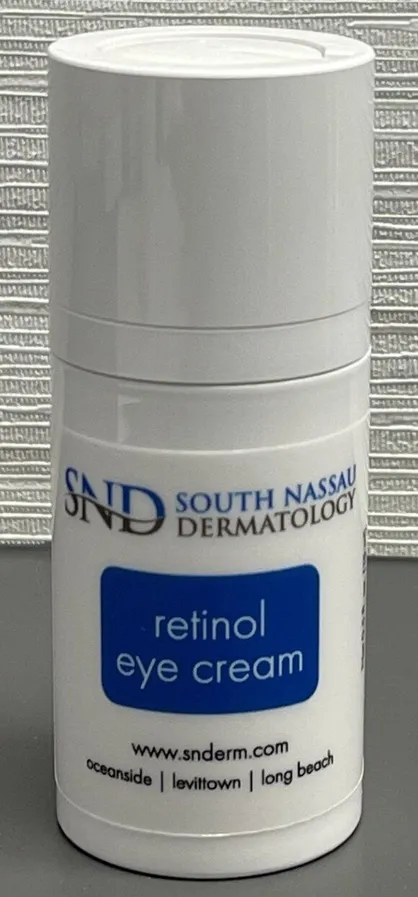 SND SOUTH NASSAU
DERMATOLOGY
retinol
eye cream
www.snderm.com
oceanside | levittown | long beach